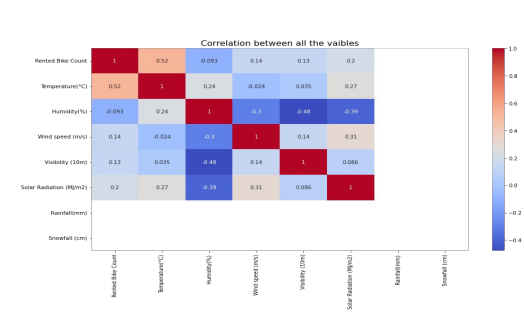 Correlation between all the vaibles
Rented Bike Count 1 0.52 -0.093 0.14 0.13 0.2
Temperature(°C) 0.52 1 0.24 -0.024 0.035 0.27
Humidity(%) -0.093 0.24 1 -0.3 -0.48 -0.39
Wind speed (m/s) 0.14 -0.024 -0.3 1 0.14 0.31
Visibility (10m) 0.13 0.035 -0.48 0.14 1 0.086
Solar Radiation (MJ/m2) 0.2 0.27 -0.39 0.31 0.086 1
Rainfall(mm)
Snowfall (cm)
Rented Bike Count
Temperature(°C)
Humidity(%)
Wind speed (m/s)
Visibility (10m)
Solar Radiation (MJ/m2)
Rainfall(mm)
Snowfall (cm)
1.0
0.8
0.6
0.4
0.2
0.0
−0.2
−0.4